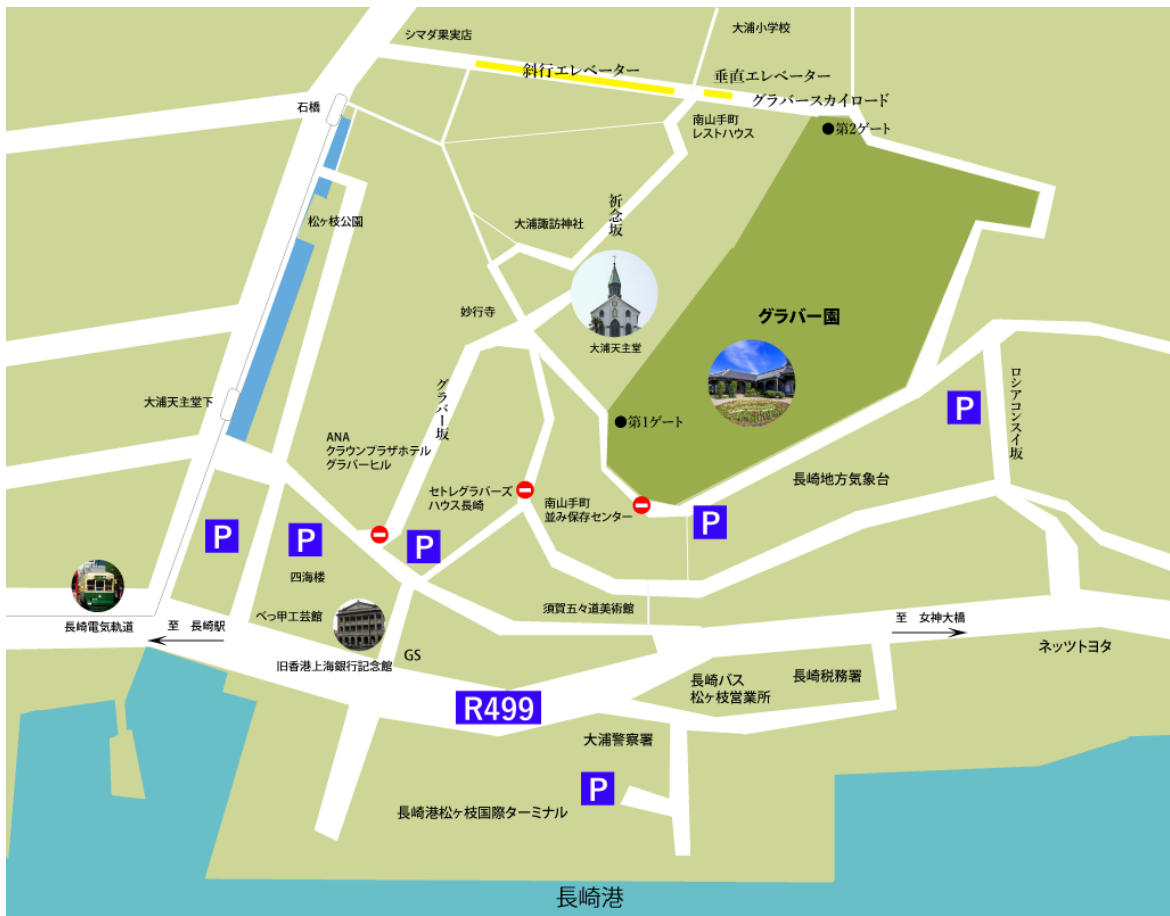 シマダ果実店
大浦小学校
斜行エレベーター
垂直エレベーター
グラバースカイロード
石橋
南山手町
レストハウス
●第2ゲート
祈念坂
松ヶ枝公園
大浦諏訪神社
妙行寺
グラバー園
大浦天主堂
ロシアコンスイ坂
グラバー坂
大浦天主堂下
P
●第1ゲート
ANA
クラウンプラザホテル
グラバーヒル
長崎地方気象台
セトレグラバーズ
ハウス長崎
南山手町
並み保存センター
P
P
P
P
四海楼
須賀五々道美術館
べっ甲工芸館
長崎電気軌道
至 長崎駅
至 女神大橋
ネッツトヨタ
GS
旧香港上海銀行記念館
長崎バス
松ヶ枝営業所
長崎税務署
R499
大浦警察署
P
長崎港松ヶ枝国際ターミナル
長崎港